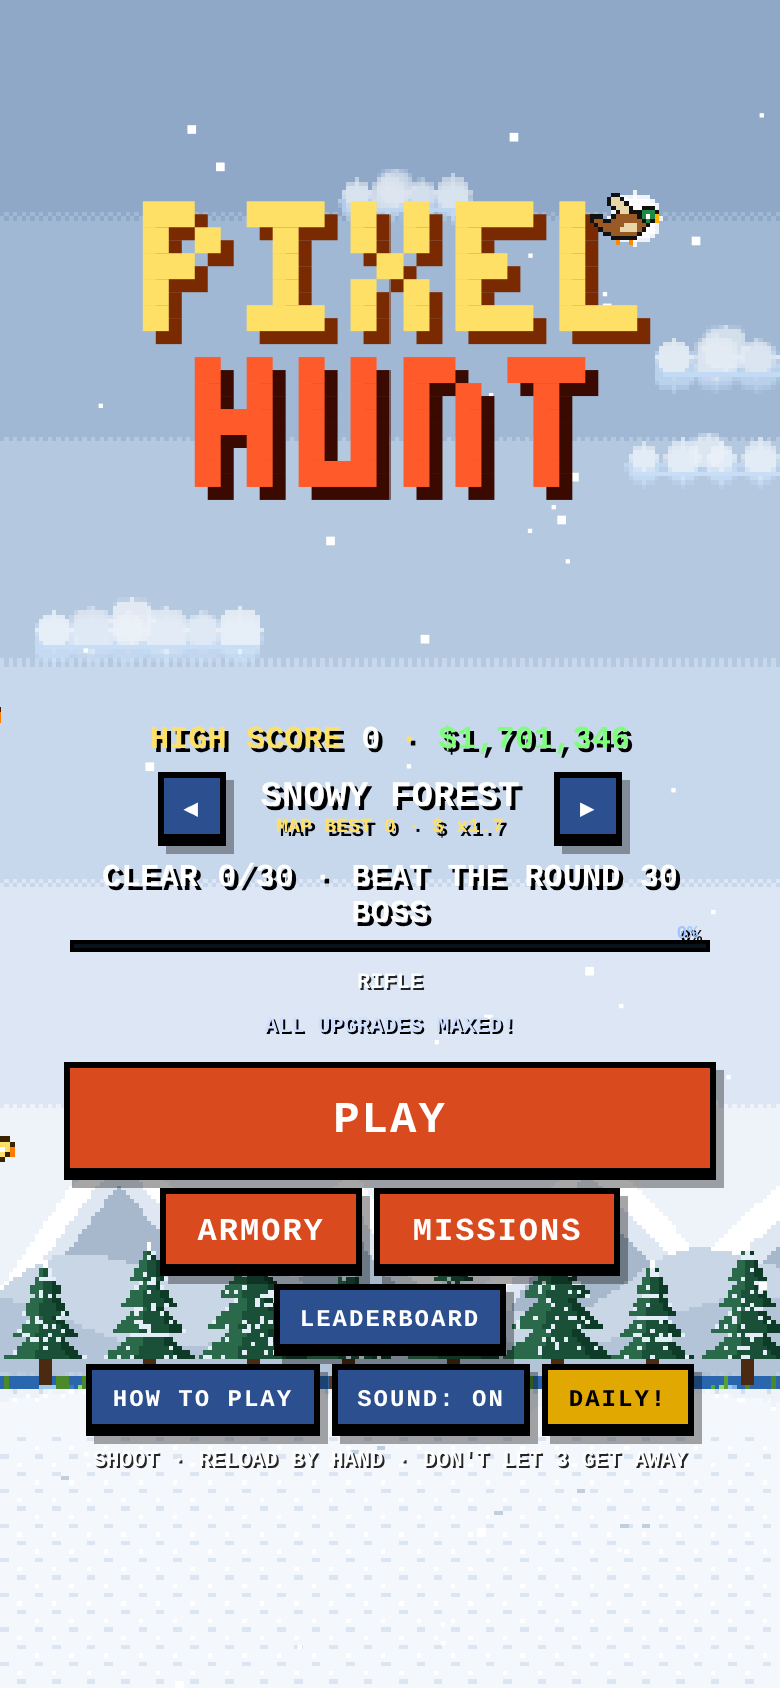 PIXEL
HUNT
HIGH SCORE 0 · $1,701,346
◄ SNOWY FOREST ►
MAP BEST 0 · $ x1.7
CLEAR 0/30 · BEAT THE ROUND 30
BOSS
0%
RIFLE
ALL UPGRADES MAXED!
PLAY
ARMORY MISSIONS
LEADERBOARD
HOW TO PLAY SOUND: ON DAILY!
SHOOT · RELOAD BY HAND · DON'T LET 3 GET AWAY